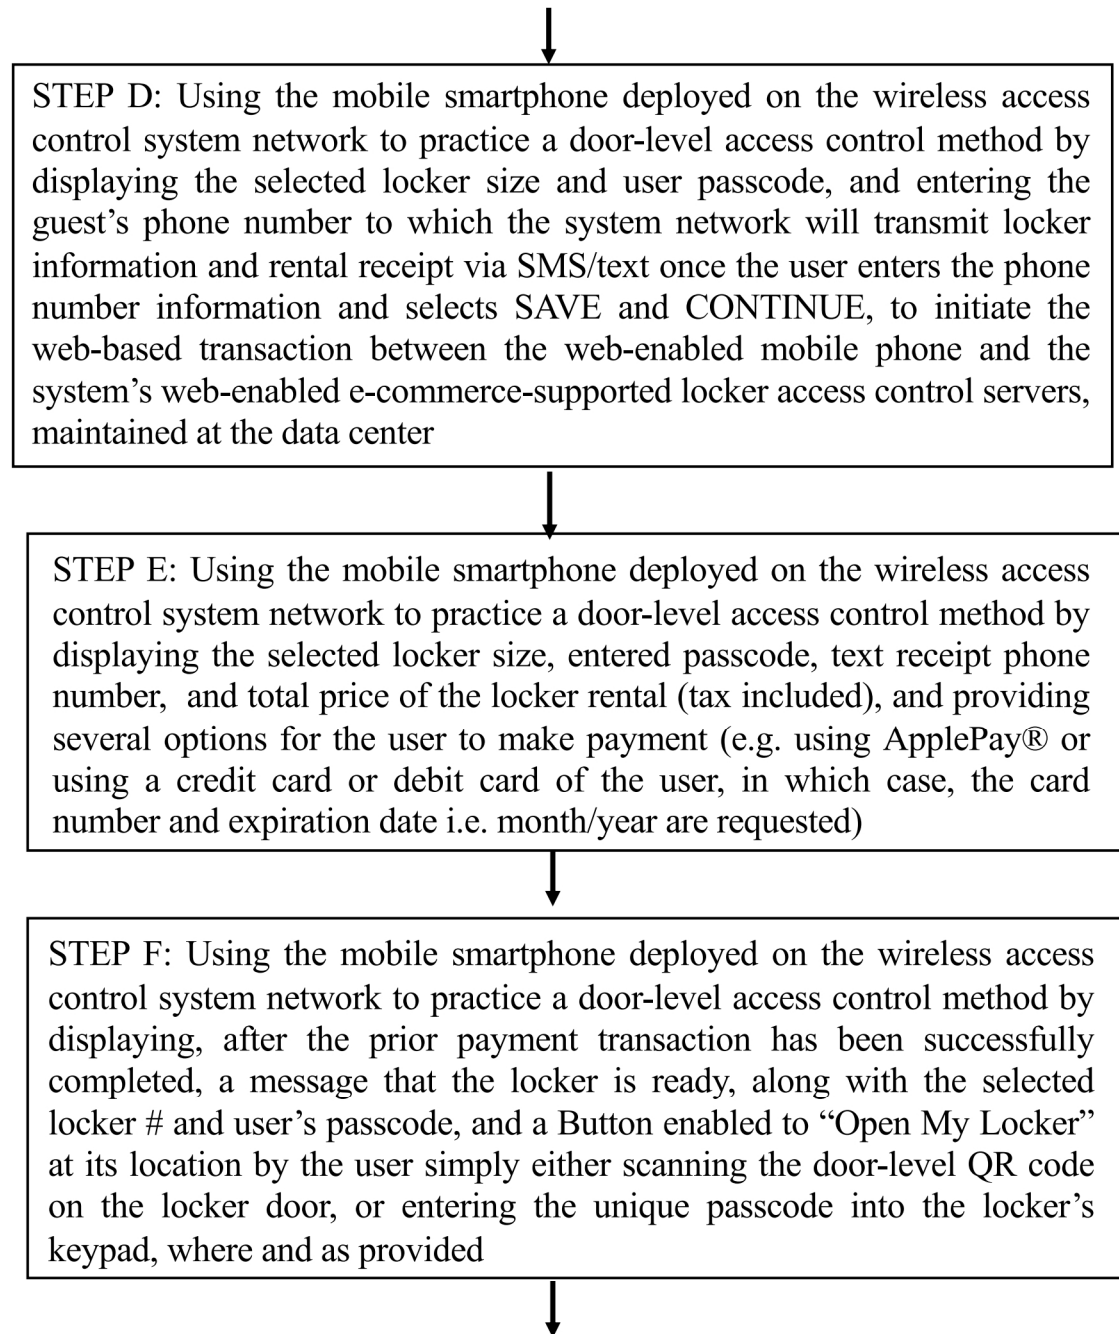 STEP D: Using the mobile smartphone deployed on the wireless access
control system network to practice a door-level access control method by
displaying the selected locker size and user passcode, and entering the
guest’s phone number to which the system network will transmit locker
information and rental receipt via SMS/text once the user enters the phone
number information and selects SAVE and CONTINUE, to initiate the
web-based transaction between the web-enabled mobile phone and the
system’s web-enabled e-commerce-supported locker access control servers,
maintained at the data center
STEP E: Using the mobile smartphone deployed on the wireless access
control system network to practice a door-level access control method by
displaying the selected locker size, entered passcode, text receipt phone
number, and total price of the locker rental (tax included), and providing
several options for the user to make payment (e.g. using ApplePay® or
using a credit card or debit card of the user, in which case, the card
number and expiration date i.e. month/year are requested)
STEP F: Using the mobile smartphone deployed on the wireless access
control system network to practice a door-level access control method by
displaying, after the prior payment transaction has been successfully
completed, a message that the locker is ready, along with the selected
locker # and user’s passcode, and a Button enabled to “Open My Locker”
at its location by the user simply either scanning the door-level QR code
on the locker door, or entering the unique passcode into the locker’s
keypad, where and as provided